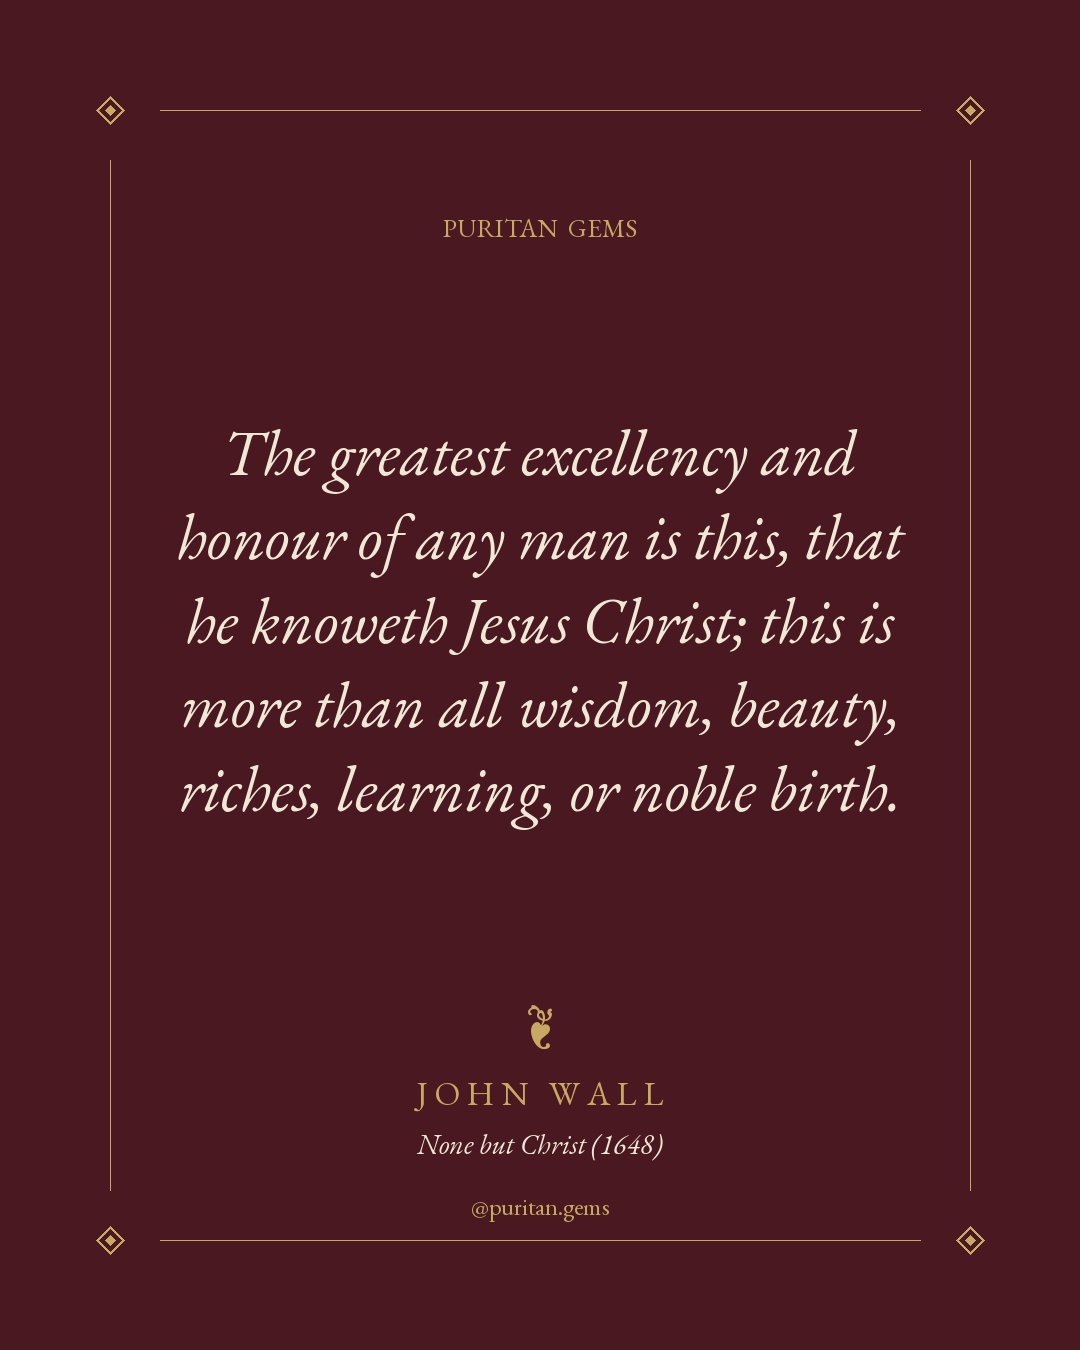 PURITAN GEMS
The greatest excellency and
honour of any man is this, that
he knoweth Jesus Christ; this is
more than all wisdom, beauty,
riches, learning, or noble birth.
❦
JOHN WALL
None but Christ (1648)
@puritan.gems